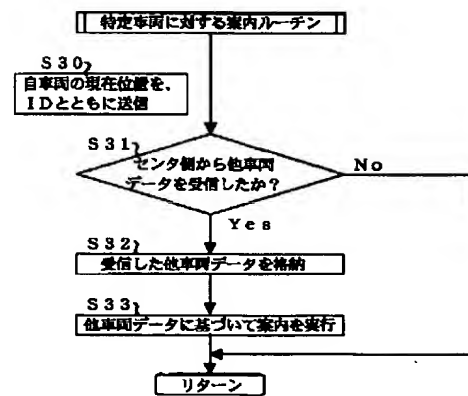 特定車両に対する案内ルーチン
S30
自車両の現在位置を、
IDとともに送信
S31
センタ側から他車両
データを受信したか?
No
Yes
S32
受信した他車両データを格納
S33
他車両データに基づいて案内を実行
リターン